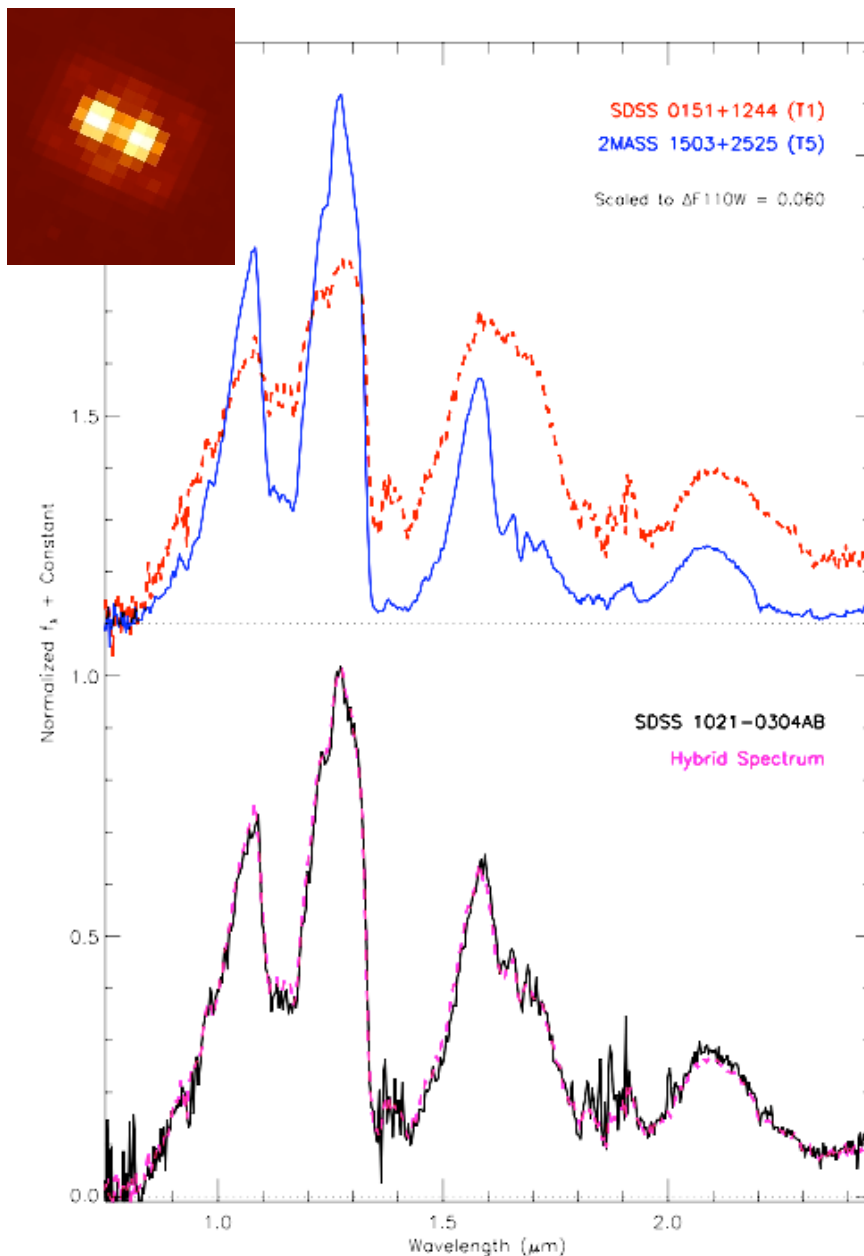 SDSS 0151+1244 (T1)
2MASS 1503+2525 (T5)
Scaled to ΔF110W = 0.060
1.5
Normalized fλ + Constant
1.0
SDSS 1021-0304AB
Hybrid Spectrum
0.5
0.0
1.0 1.5 2.0
Wavelength (μm)